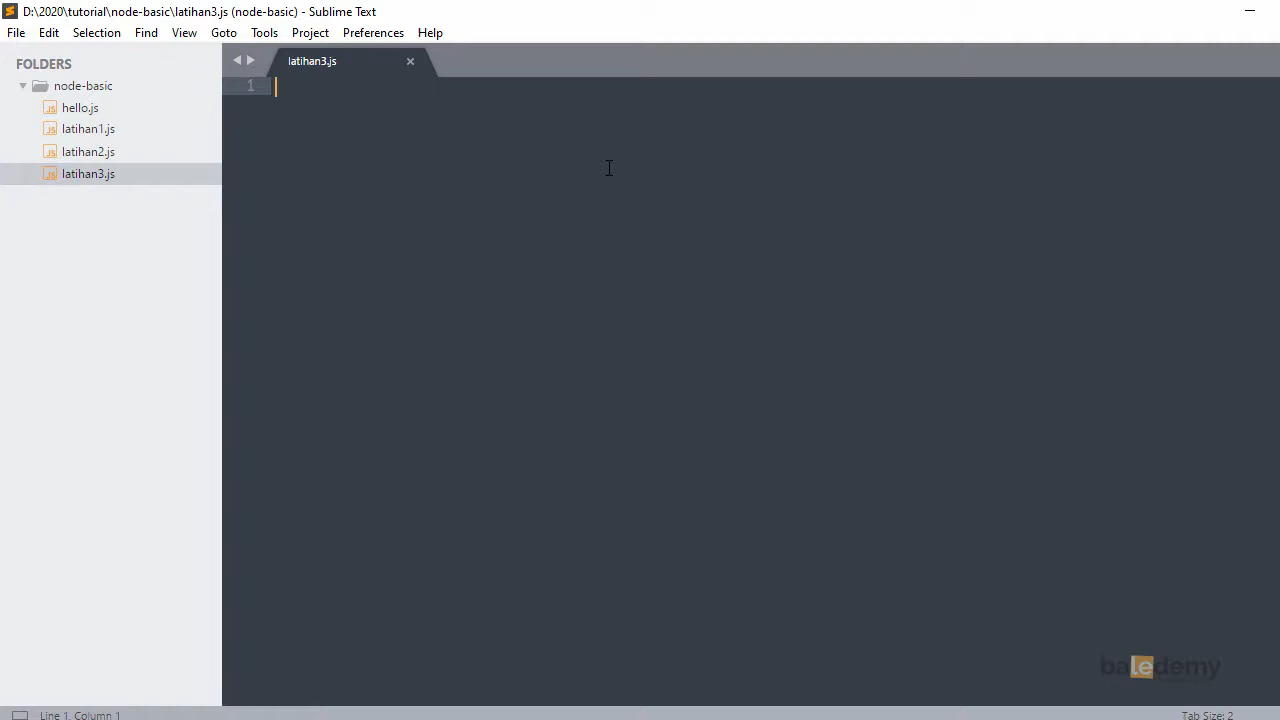 D:\2020\tutorial\node-basic\latihan3.js (node-basic) - Sublime Text
File Edit Selection Find View Goto Tools Project Preferences Help
FOLDERS
node-basic
hello.js
latihan1.js
latihan2.js
latihan3.js
latihan3.js
1
baledemy
Line 1, Column 1
Tab Size: 2